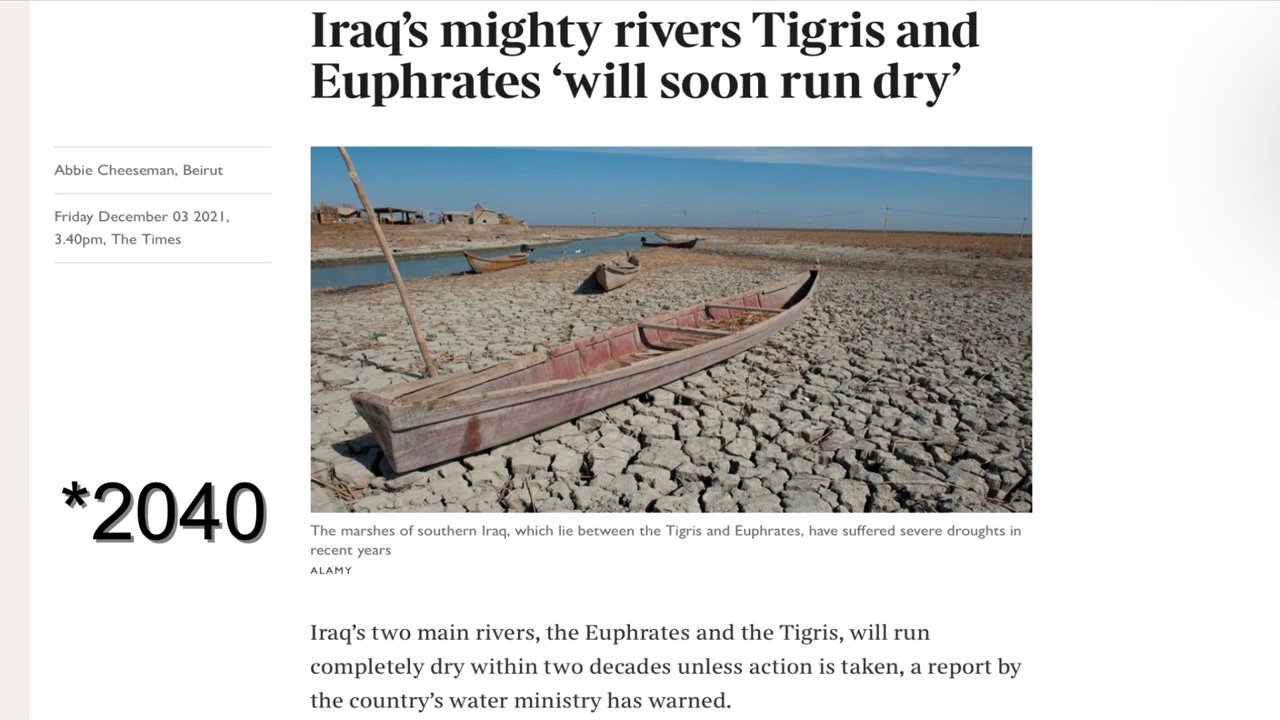 Iraq’s mighty rivers Tigris and
Euphrates ‘will soon run dry’
Abbie Cheeseman, Beirut
Friday December 03 2021,
3.40pm, The Times
*2040
The marshes of southern Iraq, which lie between the Tigris and Euphrates, have suffered severe droughts in
recent years
ALAMY
Iraq’s two main rivers, the Euphrates and the Tigris, will run
completely dry within two decades unless action is taken, a report by
the country’s water ministry has warned.